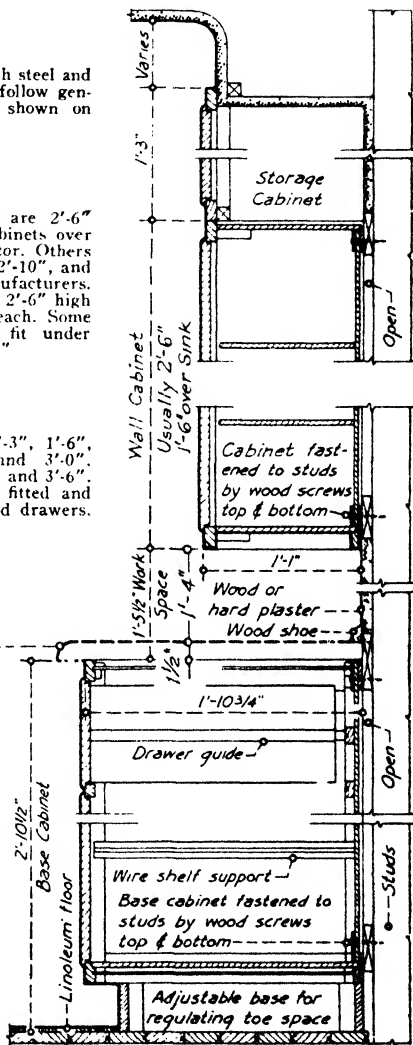 h steel and
follow gen-
shown on
are 2'-6"
binets over
tor. Others
2'-10", and
ufacturers.
2'-6" high
each. Some
fit under
"
'-3", 1'-6",
and 3'-0".
and 3'-6".
fitted and
d drawers.
Varies
1'-3"
Storage
Cabinet
Open
Wall Cabinet
Usually 2'-6"
1'-6" over Sink
Cabinet fast-
ened to studs
by wood screws
top & bottom
1'-1"
1'-5½" Work
Space
1'-4"
1½"
Wood or
hard plaster
Wood shoe
1'-10¾"
Drawer guide
Open
2'-10½"
Base Cabinet
Linoleum floor
Wire shelf support
Base cabinet fastened to
studs by wood screws
top & bottom
Studs
Adjustable base for
regulating toe space